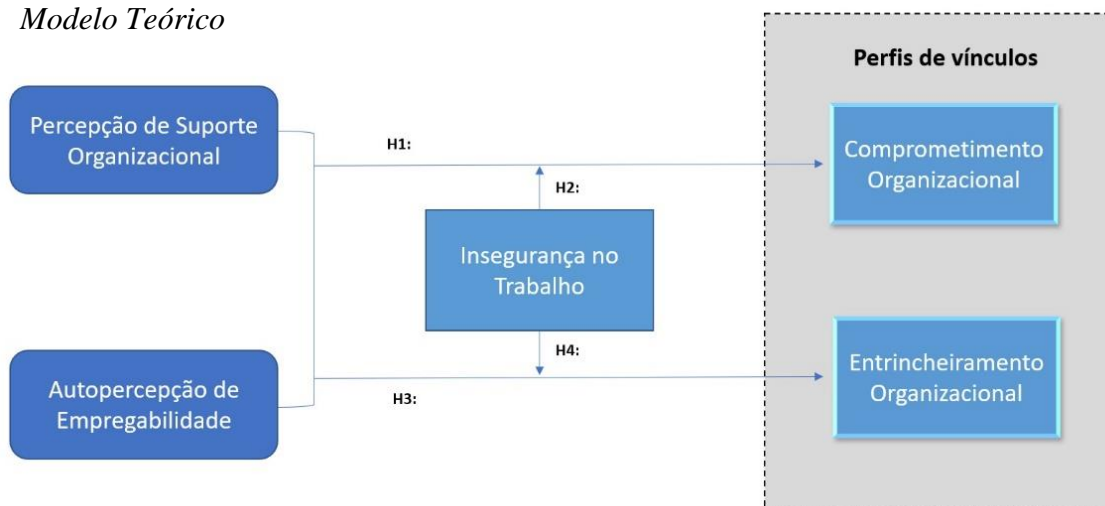 Modelo Teórico
Perfis de vínculos
Percepção de Suporte
Organizacional
H1:
Comprometimento
Organizacional
H2:
Insegurança no
Trabalho
H4:
Autopercepção de
Empregabilidade
H3:
Entrincheiramento
Organizacional